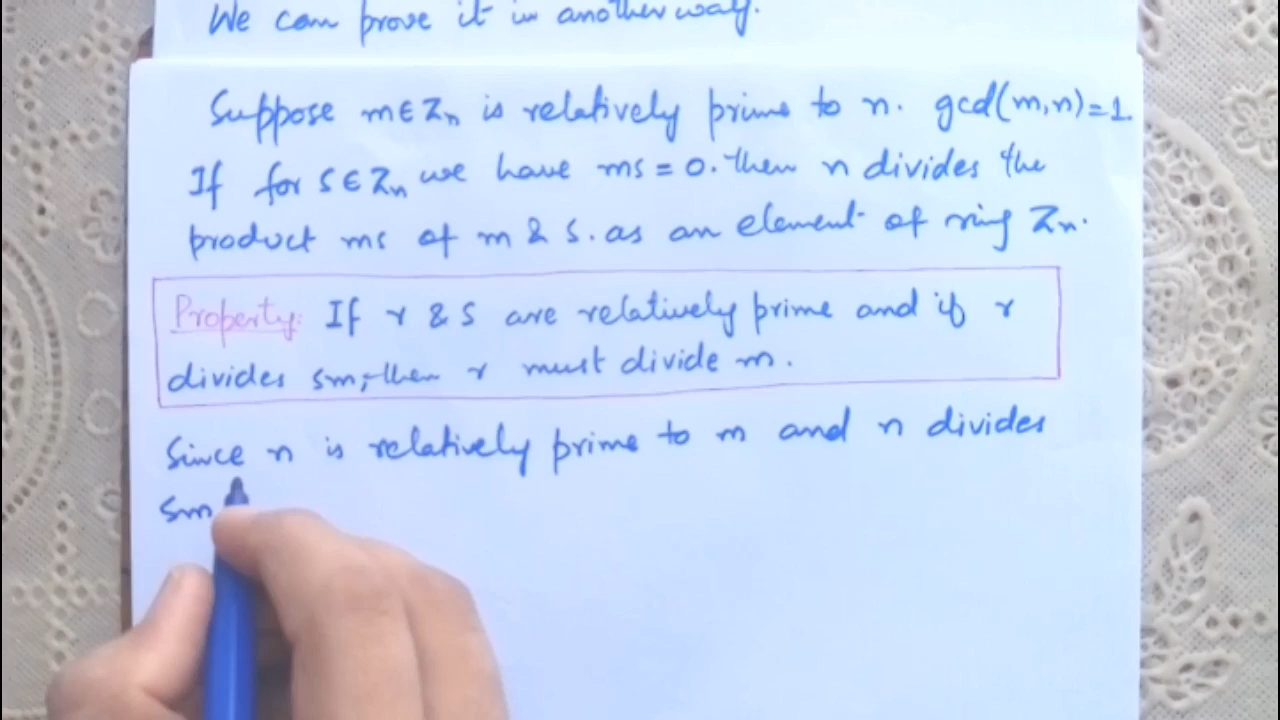 We can prove it in another way.
Suppose m ∈ Zn is relatively prime to n. gcd(m,n)=1.
If for S ∈ Zn we have ms = 0. then n divides the
product ms of m & s. as an element of ring Zn.
Property: If r & s are relatively prime and if r
divides sm, then r must divide m.
Since n is relatively prime to m and n divides
sm